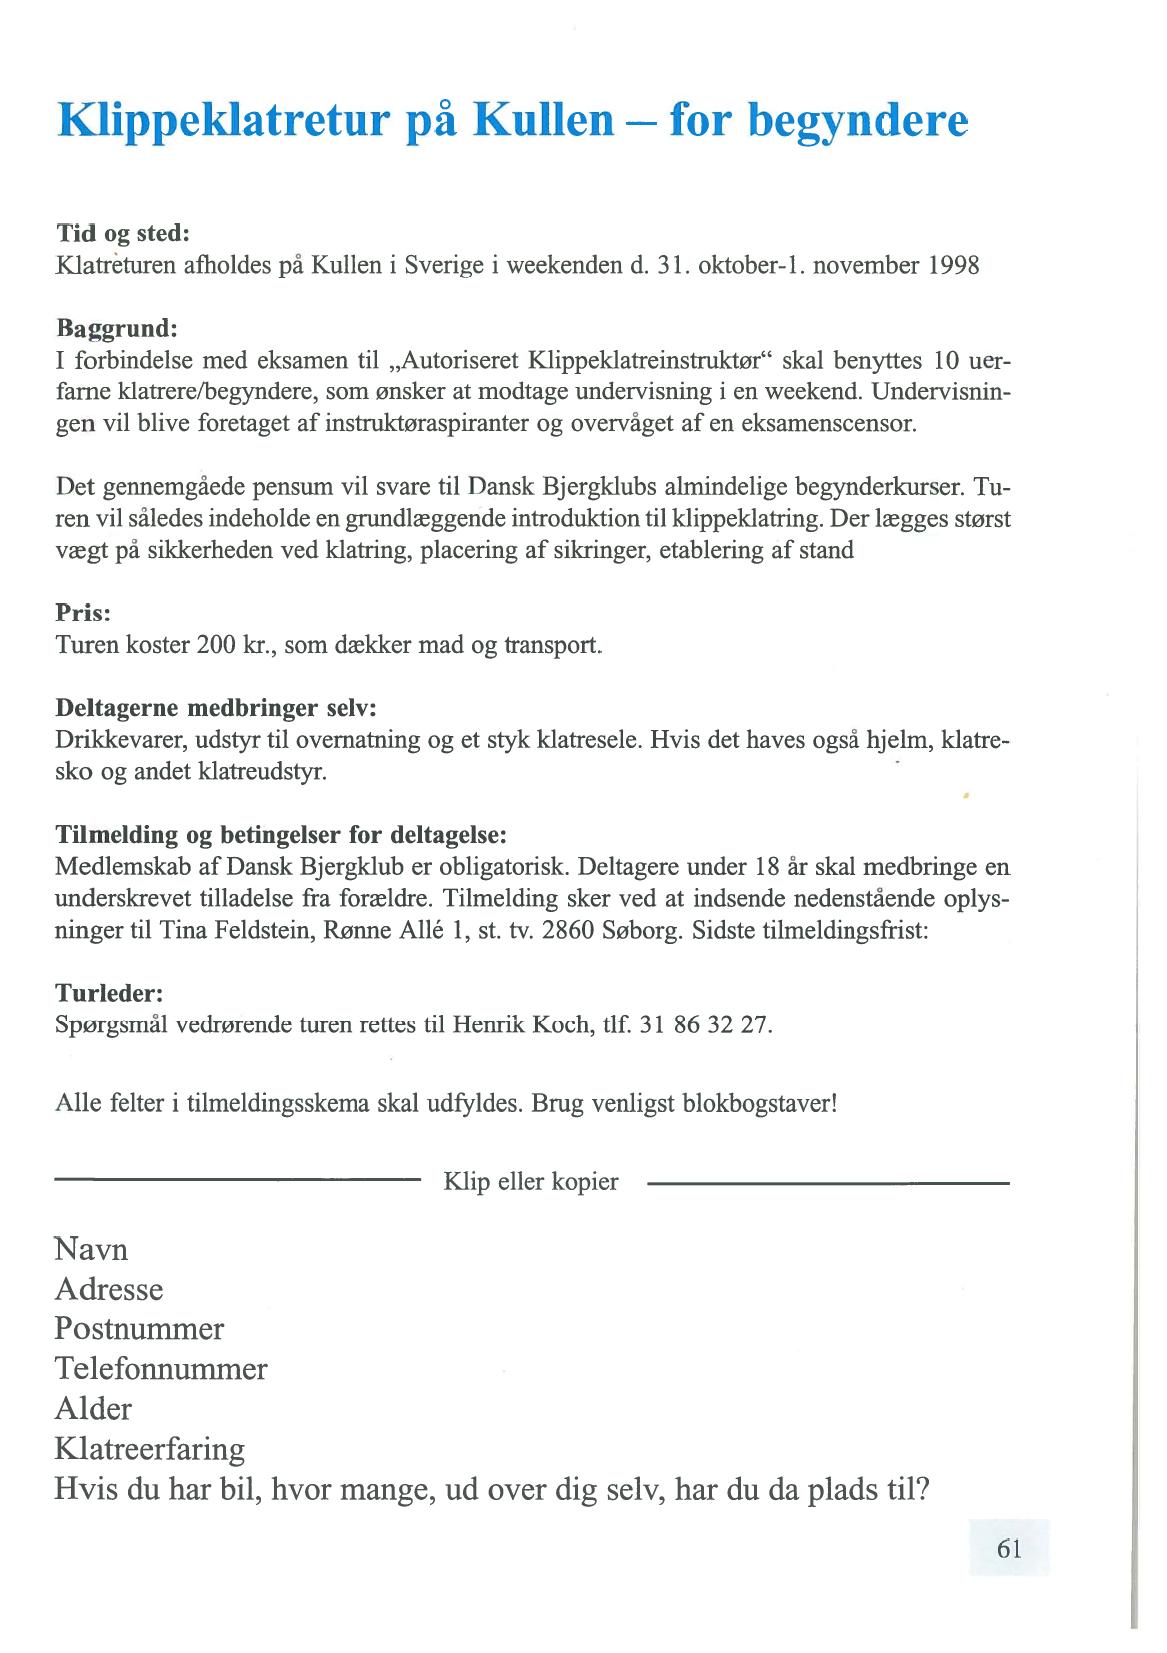 Klippeklatretur på Kullen – for begyndere
Tid og sted:
Klatreturen afholdes på Kullen i Sverige i weekenden d. 31. oktober-1. november 1998
Baggrund:
I forbindelse med eksamen til „Autoriseret Klippeklatreinstruktør“ skal benyttes 10 uer-
farne klatrere/begyndere, som ønsker at modtage undervisning i en weekend. Undervisnin-
gen vil blive foretaget af instruktøraspiranter og overvåget af en eksamenscensor.
Det gennemgåede pensum vil svare til Dansk Bjergklubs almindelige begynderkurser. Tu-
ren vil således indeholde en grundlæggende introduktion til klippeklatring. Der lægges størst
vægt på sikkerheden ved klatring, placering af sikringer, etablering af stand
Pris:
Turen koster 200 kr., som dækker mad og transport.
Deltagerne medbringer selv:
Drikkevarer, udstyr til overnatning og et styk klatresele. Hvis det haves også hjelm, klatre-
sko og andet klatreudstyr.
Tilmelding og betingelser for deltagelse:
Medlemskab af Dansk Bjergklub er obligatorisk. Deltagere under 18 år skal medbringe en
underskrevet tilladelse fra forældre. Tilmelding sker ved at indsende nedenstående oplys-
ninger til Tina Feldstein, Rønne Allé 1, st. tv. 2860 Søborg. Sidste tilmeldingsfrist:
Turleder:
Spørgsmål vedrørende turen rettes til Henrik Koch, tlf. 31 86 32 27.
Alle felter i tilmeldingsskema skal udfyldes. Brug venligst blokbogstaver!
Klip eller kopier
Navn
Adresse
Postnummer
Telefonnummer
Alder
Klatreerfaring
Hvis du har bil, hvor mange, ud over dig selv, har du da plads til?
61